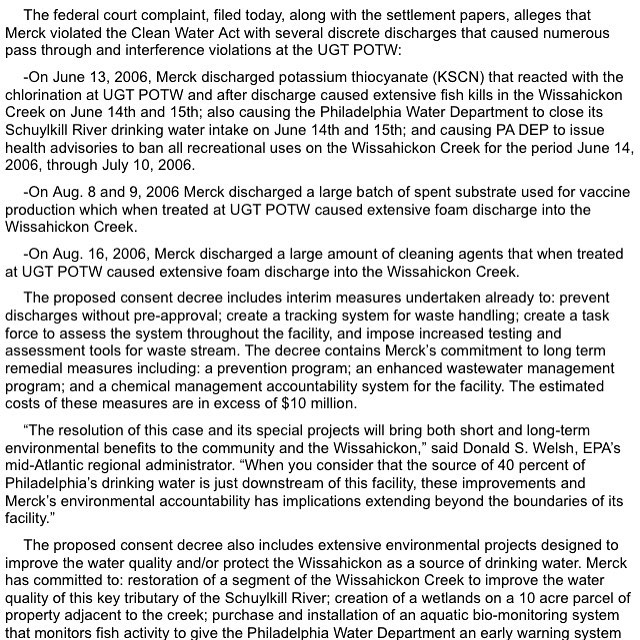 The federal court complaint, filed today, along with the settlement papers, alleges that
Merck violated the Clean Water Act with several discrete discharges that caused numerous
pass through and interference violations at the UGT POTW:
-On June 13, 2006, Merck discharged potassium thiocyanate (KSCN) that reacted with the
chlorination at UGT POTW and after discharge caused extensive fish kills in the Wissahickon
Creek on June 14th and 15th; also causing the Philadelphia Water Department to close its
Schuylkill River drinking water intake on June 14th and 15th; and causing PA DEP to issue
health advisories to ban all recreational uses on the Wissahickon Creek for the period June 14,
2006, through July 10, 2006.
-On Aug. 8 and 9, 2006 Merck discharged a large batch of spent substrate used for vaccine
production which when treated at UGT POTW caused extensive foam discharge into the
Wissahickon Creek.
-On Aug. 16, 2006, Merck discharged a large amount of cleaning agents that when treated
at UGT POTW caused extensive foam discharge into the Wissahickon Creek.
The proposed consent decree includes interim measures undertaken already to: prevent
discharges without pre-approval; create a tracking system for waste handling; create a task
force to assess the system throughout the facility, and impose increased testing and
assessment tools for waste stream. The decree contains Merck’s commitment to long term
remedial measures including: a prevention program; an enhanced wastewater management
program; and a chemical management accountability system for the facility. The estimated
costs of these measures are in excess of $10 million.
“The resolution of this case and its special projects will bring both short and long-term
environmental benefits to the community and the Wissahickon,” said Donald S. Welsh, EPA’s
mid-Atlantic regional administrator. “When you consider that the source of 40 percent of
Philadelphia’s drinking water is just downstream of this facility, these improvements and
Merck’s environmental accountability has implications extending beyond the boundaries of its
facility.”
The proposed consent decree also includes extensive environmental projects designed to
improve the water quality and/or protect the Wissahickon as a source of drinking water. Merck
has committed to: restoration of a segment of the Wissahickon Creek to improve the water
quality of this key tributary of the Schuylkill River; creation of a wetlands on a 10 acre parcel of
property adjacent to the creek; purchase and installation of an aquatic bio-monitoring system
that monitors fish activity to give the Philadelphia Water Department an early warning system